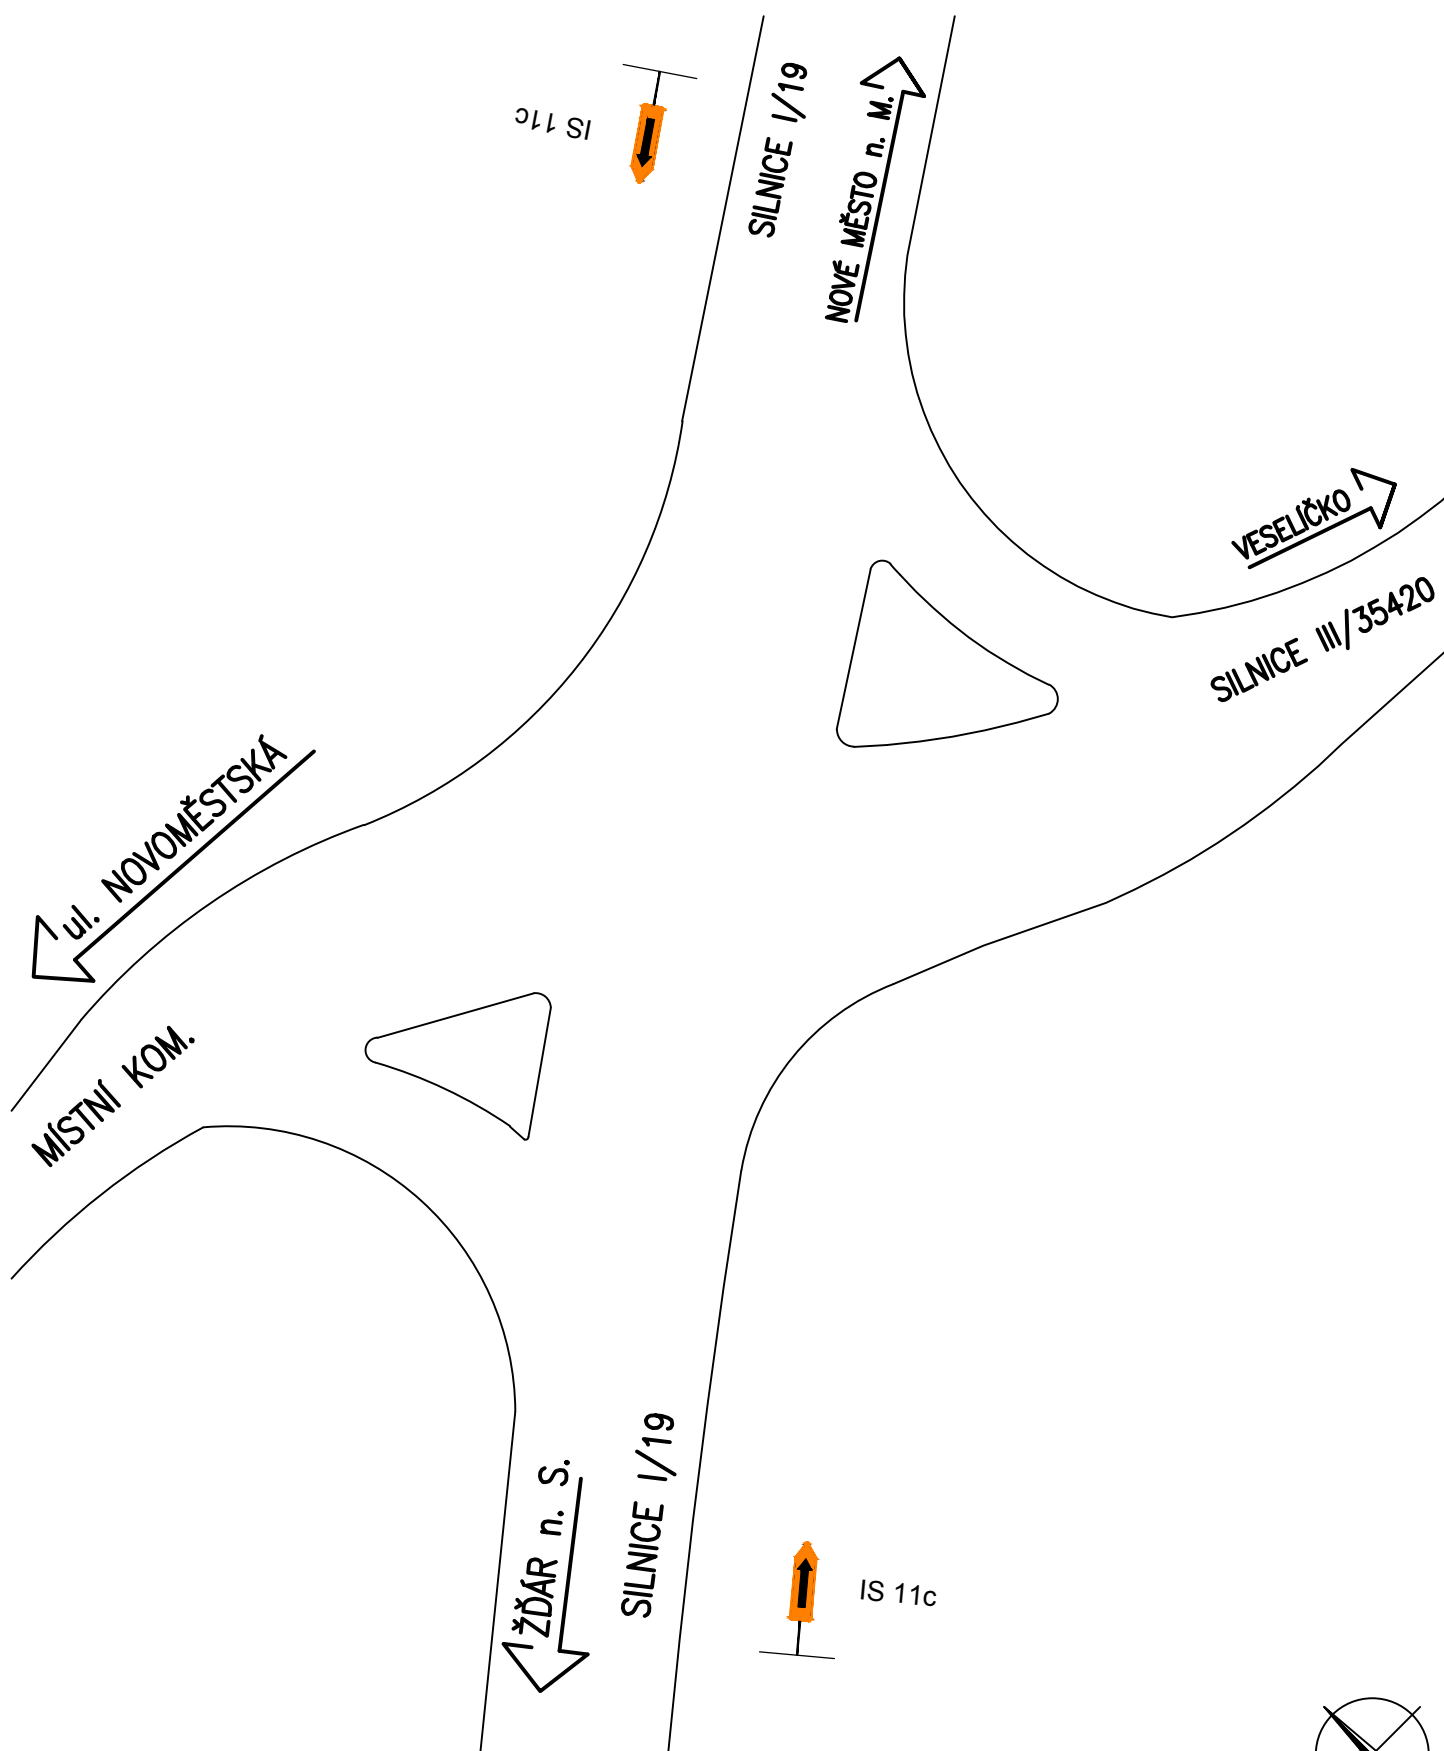 IS 11c
SILNICE I/19
NOVÉ MĚSTO n. M.
VESELÍČKO
SILNICE III/35420
ul. NOVOMĚSTSKÁ
MÍSTNÍ KOM.
ŽĎÁR n. S.
SILNICE I/19
IS 11c